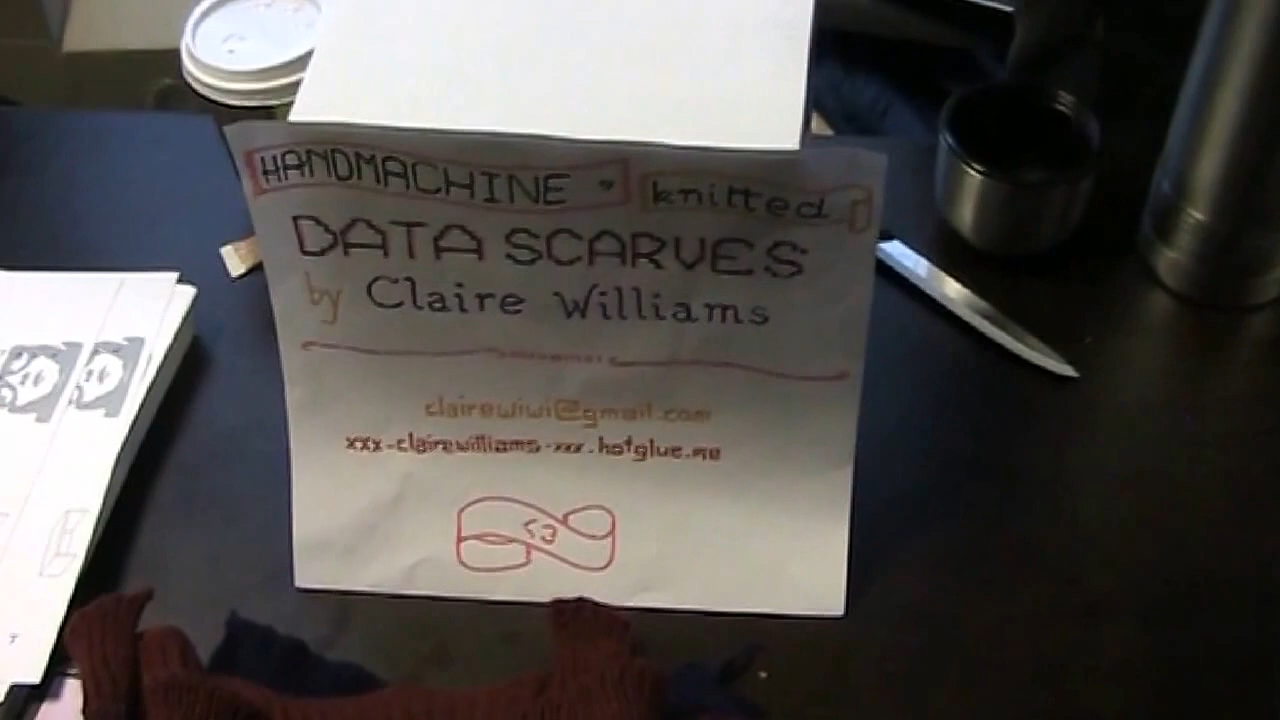 HANDMACHINE - knitted
DATA SCARVES
by Claire Williams
clairewiwi@gmail.com
xxx-clairewilliams-xxx.hotglue.me
<3